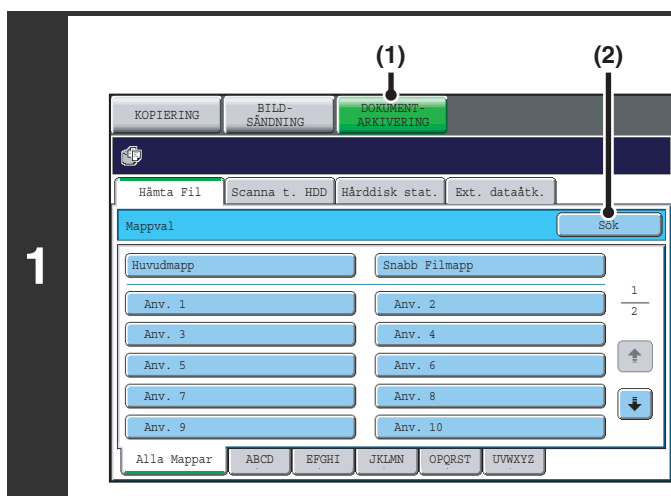 1
(1)
(2)
KOPIERING
BILD-
SÄNDNING
DOKUMENT-
ARKIVERING
Hämta Fil
Scanna t. HDD
Hårddisk stat.
Ext. dataåtk.
Mappval
Sök
Huvudmapp
Snabb Filmapp
Anv. 1
Anv. 2
Anv. 3
Anv. 4
Anv. 5
Anv. 6
Anv. 7
Anv. 8
Anv. 9
Anv. 10
1
2
Alla Mappar
ABCD
EFGHI
JKLMN
OPQRST
UVWXYZ